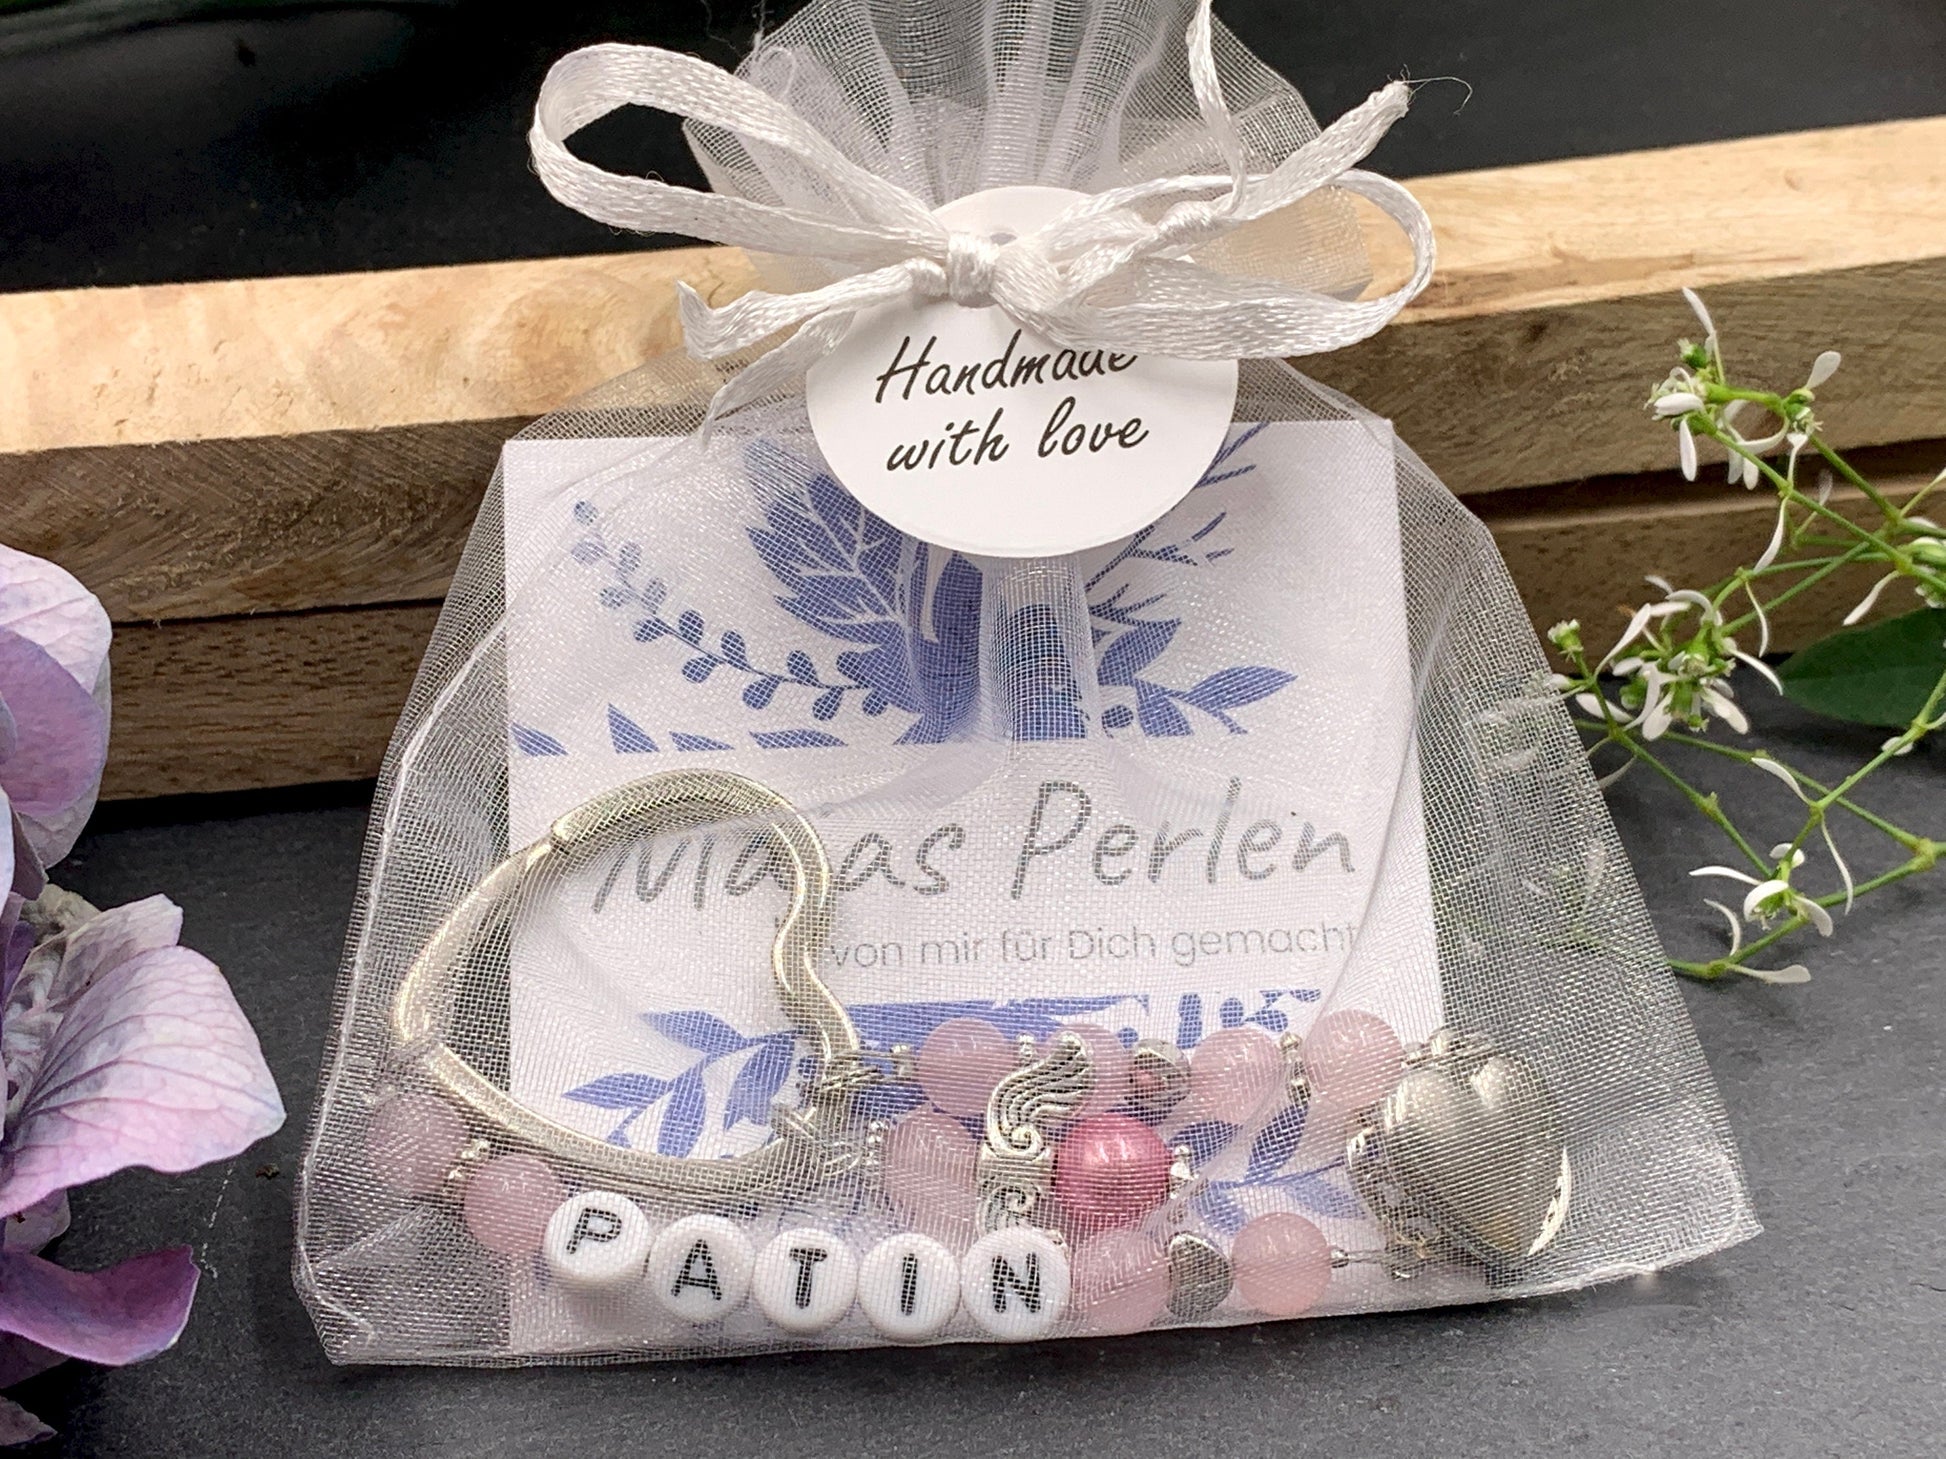 Handmade
with love
Perlen
von mir für Dich gemacht
PATIN